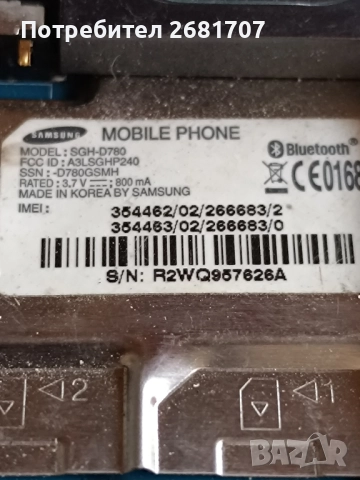 Потребител 2681707
SAMSUNG MOBILE PHONE
MODEL : SGH-D780
FCC ID : A3LSGHP240
SSN : -D780GSMH
RATED : 3.7 V ⎓ : 800 mA
MADE IN KOREA BY SAMSUNG
Bluetooth®
CE0168
IMEI :
354462/02/266683/2
354463/02/266683/0
S/N: R2WQ957626A
2
1
BAZAR